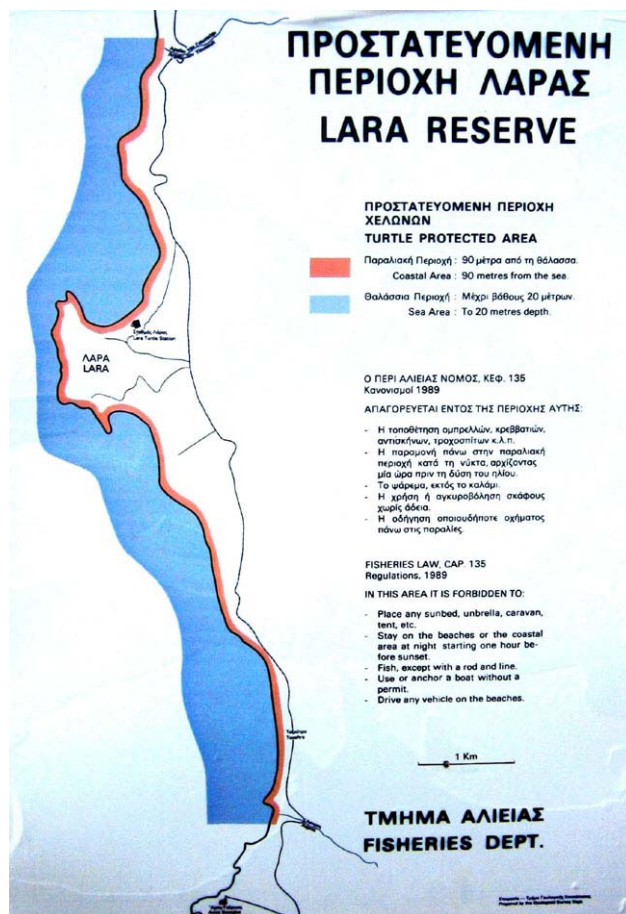 ΠΡΟΣΤΑΤΕΥΟΜΕΝΗ
ΠΕΡΙΟΧΗ ΛΑΡΑΣ
LARA RESERVE
ΠΡΟΣΤΑΤΕΥΟΜΕΝΗ ΠΕΡΙΟΧΗ
ΧΕΛΩΝΩΝ
TURTLE PROTECTED AREA
Παραλιακή Περιοχή : 90 μέτρα από τη θάλασσα.
Coastal Area : 90 metres from the sea.
Θαλάσσια Περιοχή : Μέχρι βάθους 20 μέτρων.
Sea Area : To 20 metres depth.
Σταθμός Λάρας
Lara Turtle Station
ΛΑΡΑ
LARA
Ο ΠΕΡΙ ΑΛΙΕΙΑΣ ΝΟΜΟΣ, ΚΕΦ. 135
Κανονισμοί 1989
ΑΠΑΓΟΡΕΥΕΤΑΙ ΕΝΤΟΣ ΤΗΣ ΠΕΡΙΟΧΗΣ ΑΥΤΗΣ:
- Η τοποθέτηση ομπρελλών, κρεββατιών,
αντισκήνων, τροχοσπίτων κ.λ.π.
- Η παραμονή πάνω στην παραλιακή
περιοχή κατά τη νύκτα, αρχίζοντας
μία ώρα πριν τη δύση του ηλίου.
- Το ψάρεμα, εκτός το καλάμι.
- Η χρήση ή αγκυροβόληση σκάφους
χωρίς άδεια.
- Η οδήγηση οποιουδήποτε οχήματος
πάνω στις παραλίες.
FISHERIES LAW, CAP. 135
Regulations, 1989
IN THIS AREA IT IS FORBIDDEN TO:
- Place any sunbed, unbrella, caravan,
tent, etc.
- Stay on the beaches or the coastal
area at night starting one hour be-
fore sunset.
- Fish, except with a rod and line.
- Use or anchor a boat without a
permit.
- Drive any vehicle on the beaches.
1 Km
ΤΜΗΜΑ ΑΛΙΕΙΑΣ
FISHERIES DEPT.